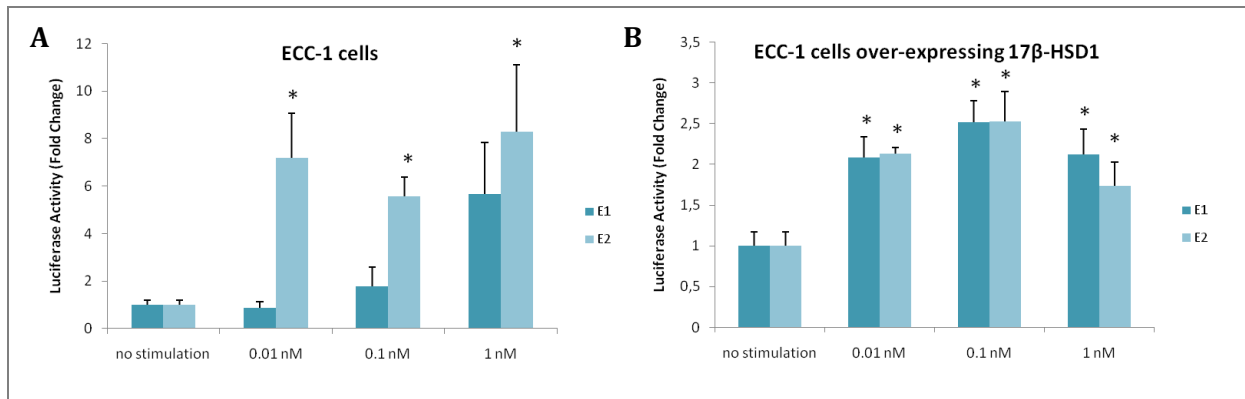 A
ECC-1 cells
Luciferase Activity (Fold Change)
12
10
8
6
4
2
0
*
*
*
no stimulation
0.01 nM
0.1 nM
1 nM
E1
E2
B
ECC-1 cells over-expressing 17β-HSD1
Luciferase Activity (Fold Change)
3,5
3
2,5
2
1,5
1
0,5
0
* *
* *
* *
no stimulation
0.01 nM
0.1 nM
1 nM
E1
E2